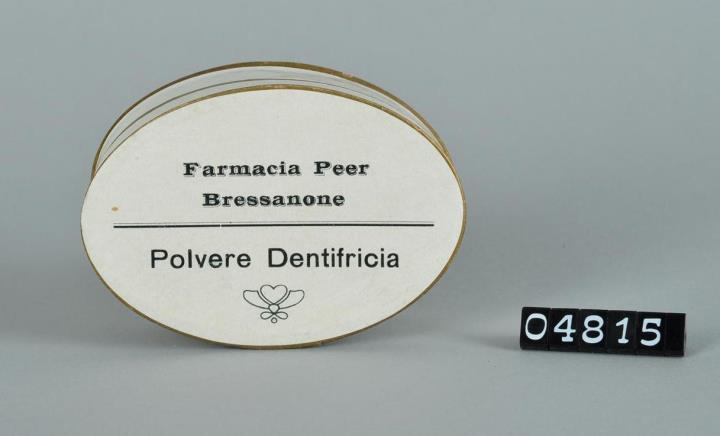 Farmacia Peer
Bressanone
Polvere Dentifricia
04815